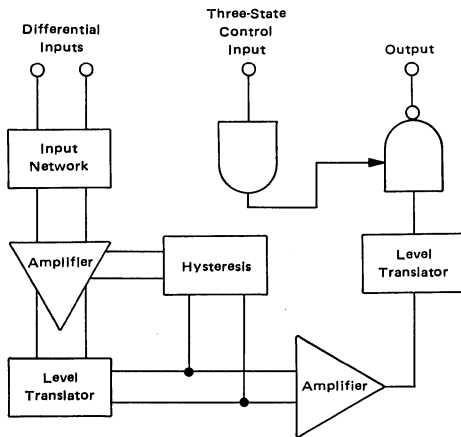 Differential
Inputs
Three-State
Control
Input
Output
Input
Network
Amplifier
Hysteresis
Level
Translator
Level
Translator
Amplifier